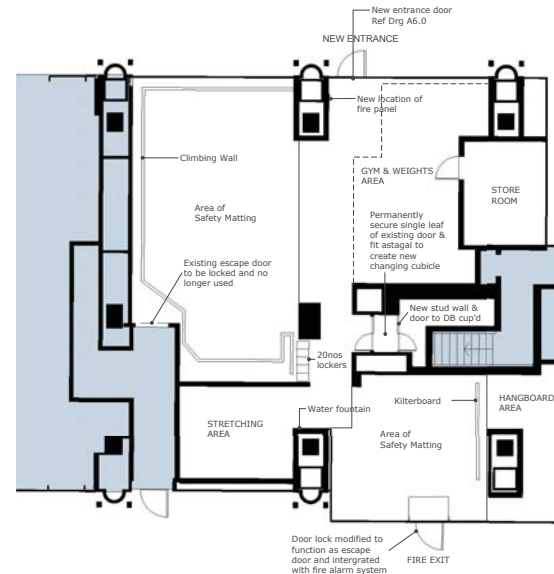 New entrance door
Ref Drg A6.0
NEW ENTRANCE
New location of
fire panel
Climbing Wall
GYM & WEIGHTS
AREA
STORE
ROOM
Area of
Safety Matting
Permanently
secure single leaf
of existing door &
fit astagal to
create new
changing cubicle
Existing escape door
to be locked and no
longer used
New stud wall &
door to DB cup'd
20nos
lockers
Kilterboard
HANGBOARD
AREA
Water fountain
STRETCHING
AREA
Area of
Safety Matting
Door lock modified to
function as escape
door and intergrated
with fire alarm system
FIRE EXIT